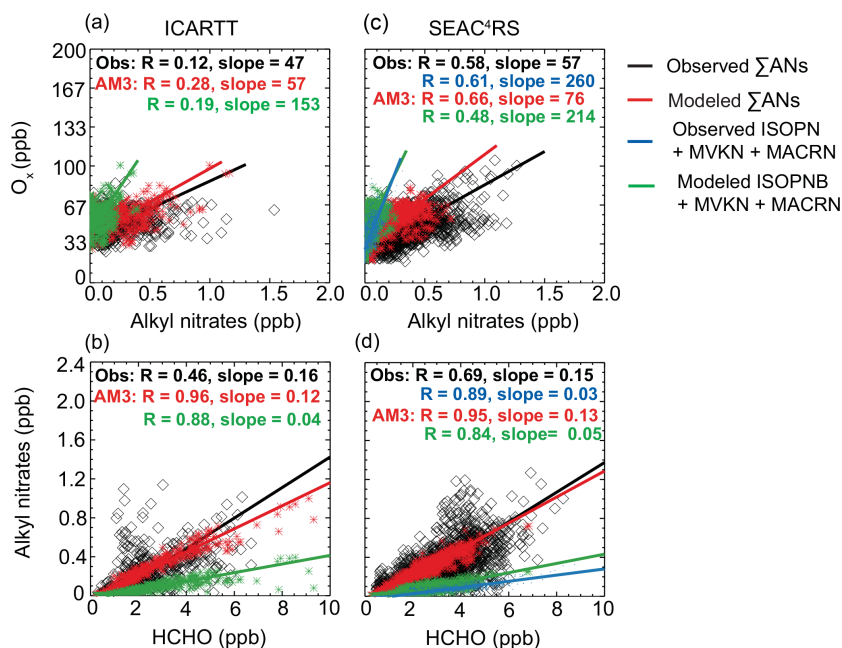 (a)
ICARTT
200
167
133
100
67
33
0
Oₓ (ppb)
Obs: R = 0.12, slope = 47
AM3: R = 0.28, slope = 57
R = 0.19, slope = 153
0.0 0.5 1.0 1.5 2.0
Alkyl nitrates (ppb)
(c)
SEAC⁴RS
200
167
133
100
67
33
0
Obs: R = 0.58, slope = 57
R = 0.61, slope = 260
AM3: R = 0.66, slope = 76
R = 0.48, slope = 214
0.0 0.5 1.0 1.5 2.0
Alkyl nitrates (ppb)
Observed ∑ANs
Modeled ∑ANs
Observed ISOPN
+ MVKN + MACRN
Modeled ISOPNB
+ MVKN + MACRN
(b)
2.4
2.0
1.6
1.2
0.8
0.4
0
Alkyl nitrates (ppb)
Obs: R = 0.46, slope = 0.16
AM3: R = 0.96, slope = 0.12
R = 0.88, slope = 0.04
0 2 4 6 8 10
HCHO (ppb)
(d)
Obs: R = 0.69, slope = 0.15
R = 0.89, slope = 0.03
AM3: R = 0.95, slope = 0.13
R = 0.84, slope= 0.05
0 2 4 6 8 10
HCHO (ppb)